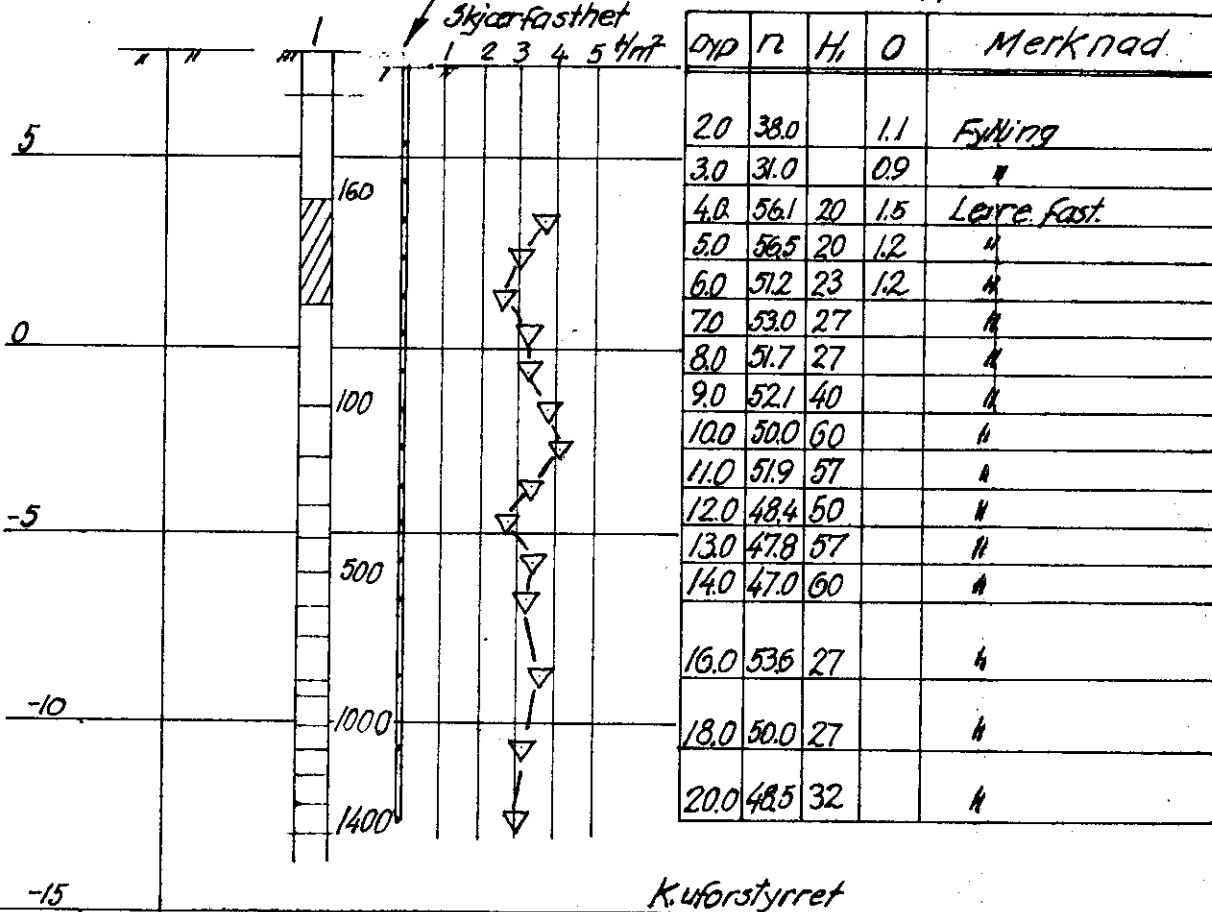 Skjærfasthet
1
1 2 3 4 5 t/m²
5
0
-5
-10
-15
160
100
500
1000
1400
Dyp n H₁ O Merknad
2.0 38.0 1.1 Fylling
3.0 31.0 0.9 "
4.0 56.1 20 1.5 Leire fast.
5.0 56.5 20 1.2 "
6.0 51.2 23 1.2 "
7.0 53.0 27 "
8.0 51.7 27 "
9.0 52.1 40 "
10.0 50.0 60 "
11.0 51.9 57 "
12.0 48.4 50 "
13.0 47.8 57 "
14.0 47.0 60 "
16.0 53.6 27 "
18.0 50.0 27 "
20.0 48.5 32 "
K. uforstyrret